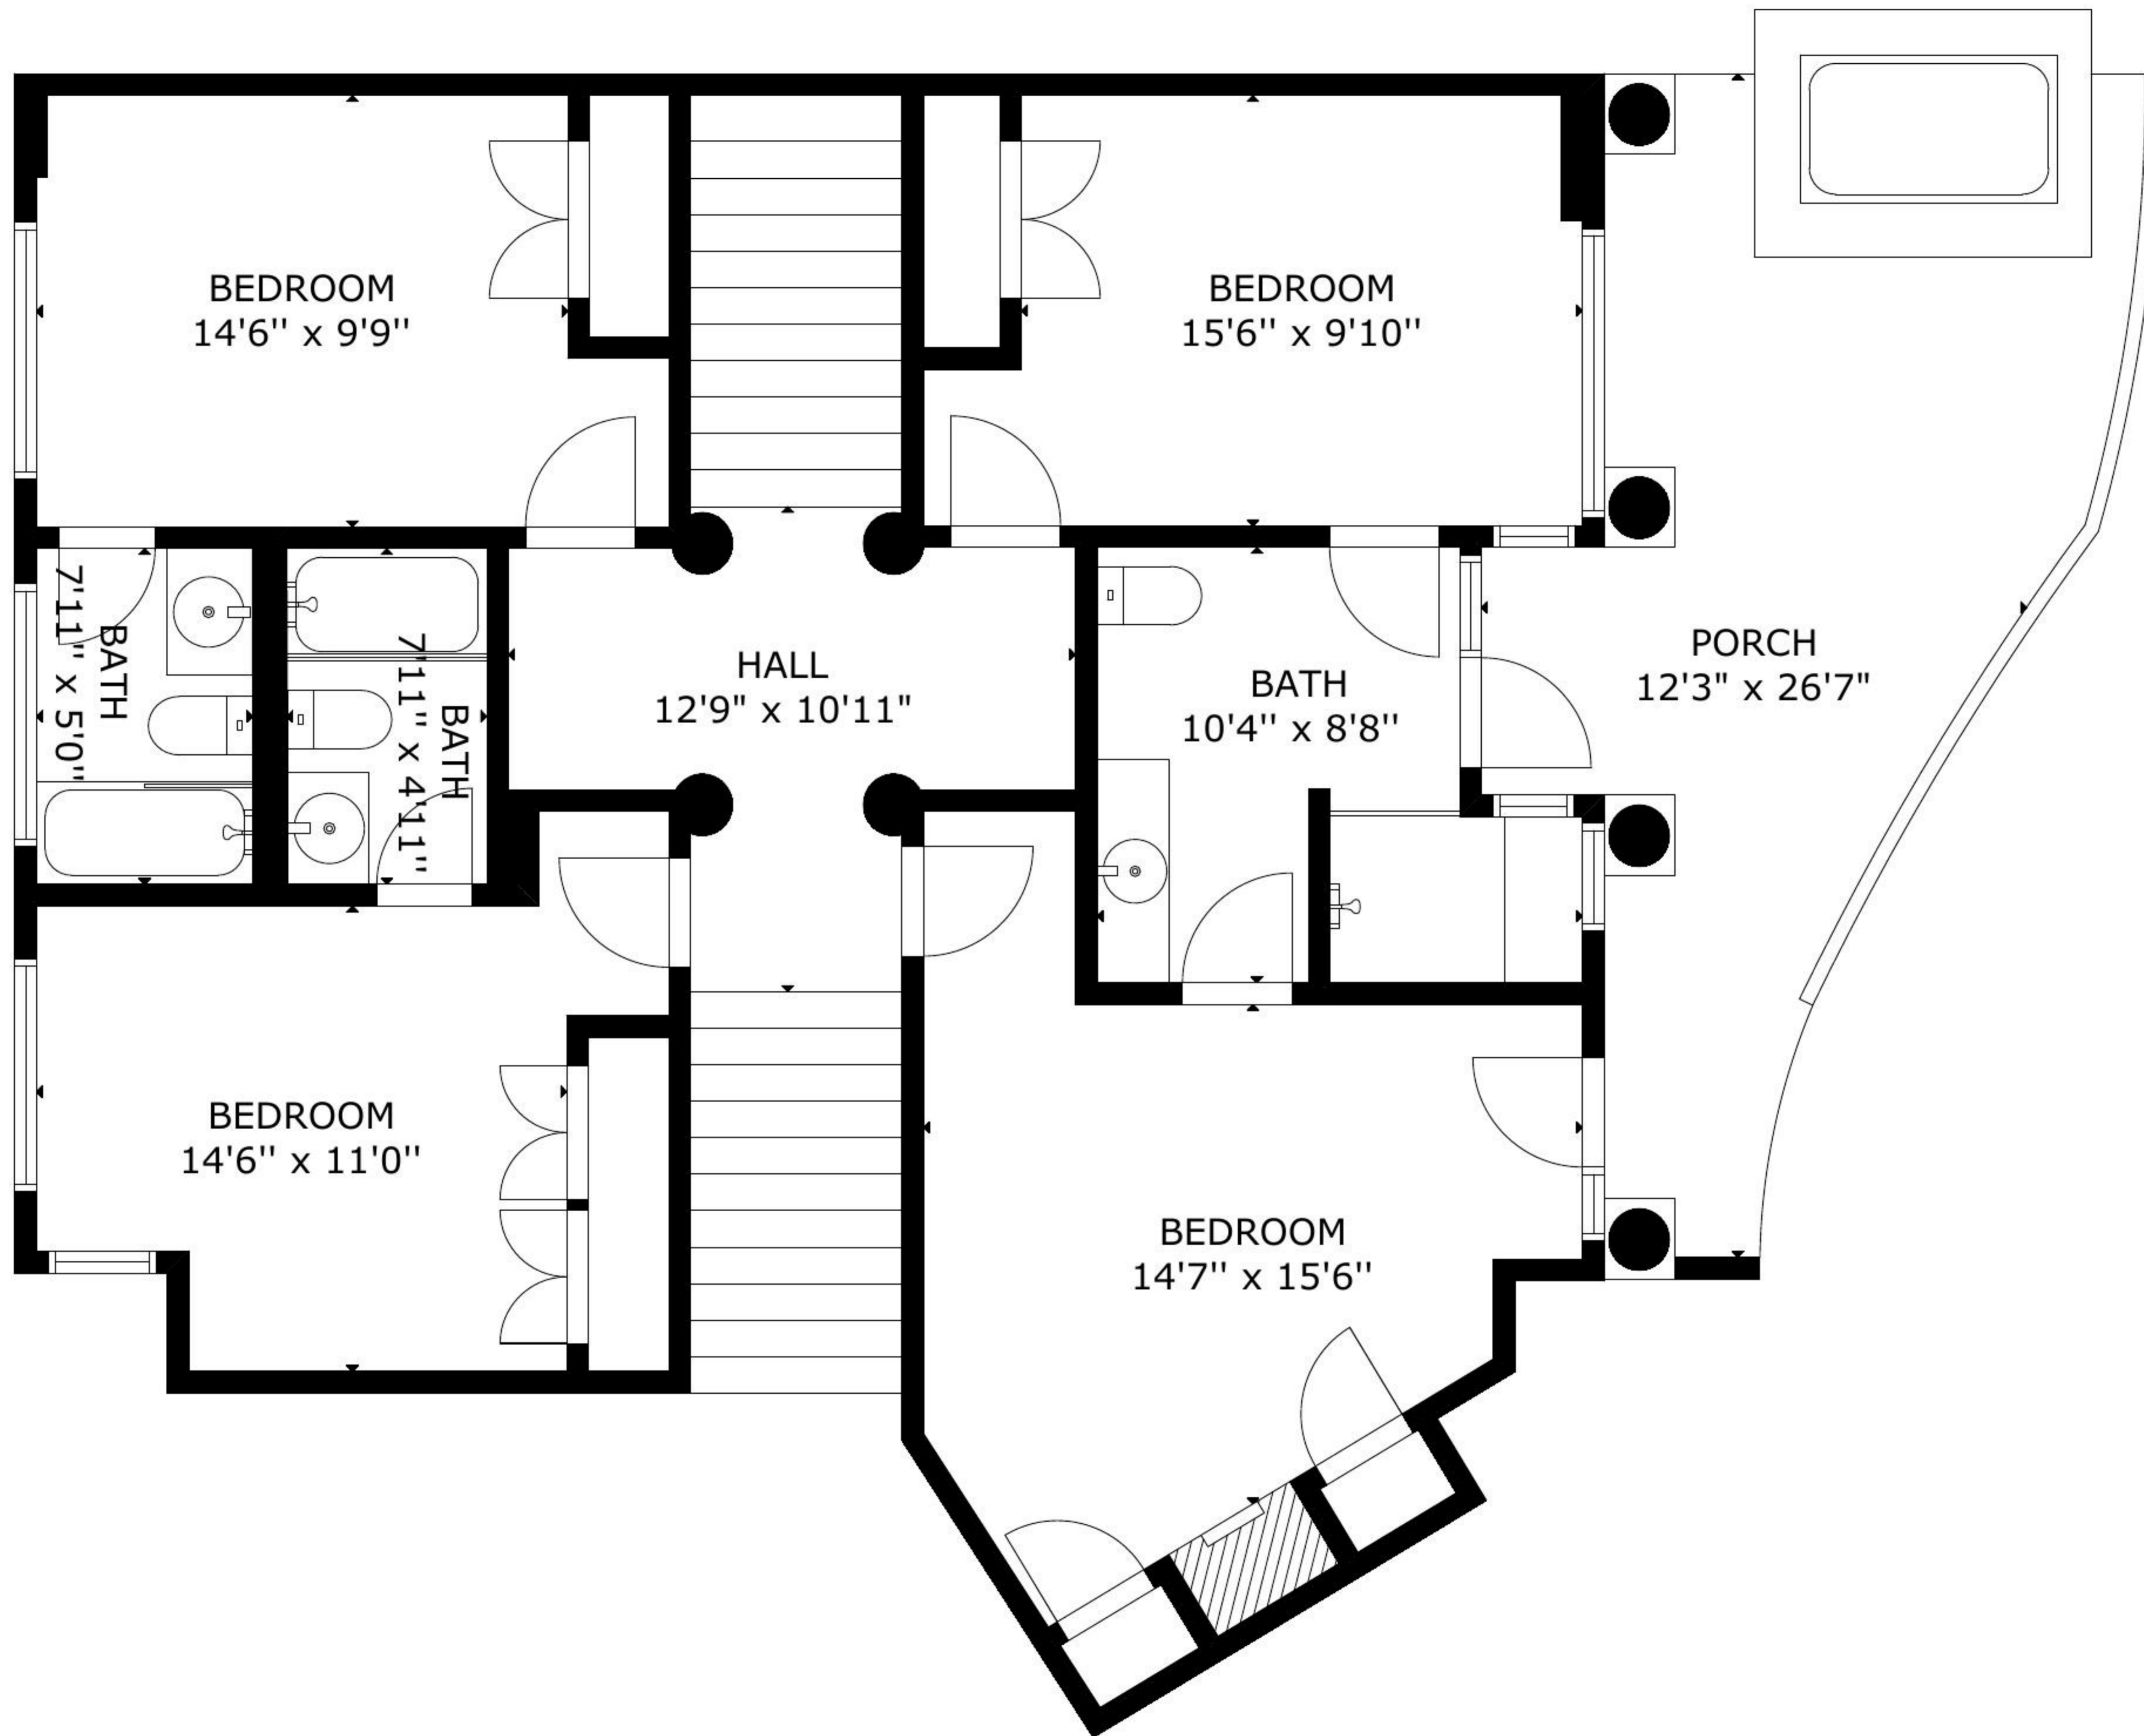 BEDROOM
14'6'' x 9'9''
BEDROOM
15'6'' x 9'10''
BATH
7'11'' x 5'0''
BATH
7'11'' x 4'11''
HALL
12'9" x 10'11"
BATH
10'4'' x 8'8''
PORCH
12'3" x 26'7"
BEDROOM
14'6'' x 11'0''
BEDROOM
14'7'' x 15'6''